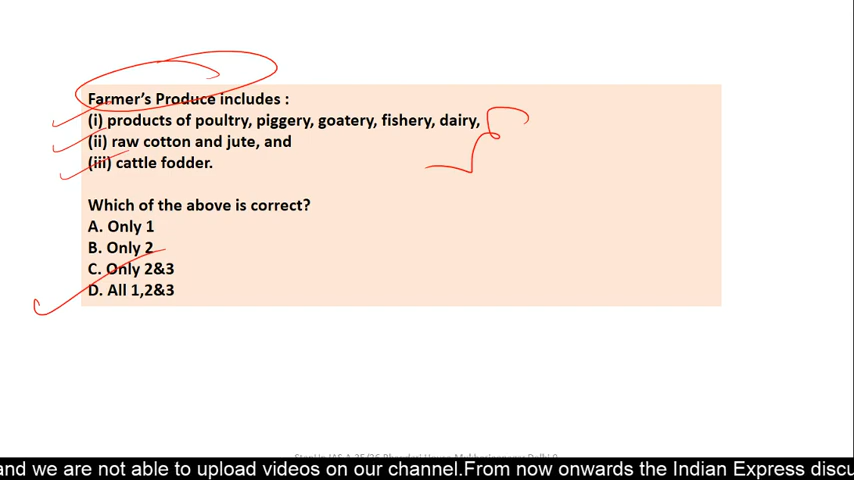 Farmer's Produce includes :
(i) products of poultry, piggery, goatery, fishery, dairy,
(ii) raw cotton and jute, and
(iii) cattle fodder.
Which of the above is correct?
A. Only 1
B. Only 2
C. Only 2&3
D. All 1,2&3
and we are not able to upload videos on our channel.From now onwards the Indian Express discu